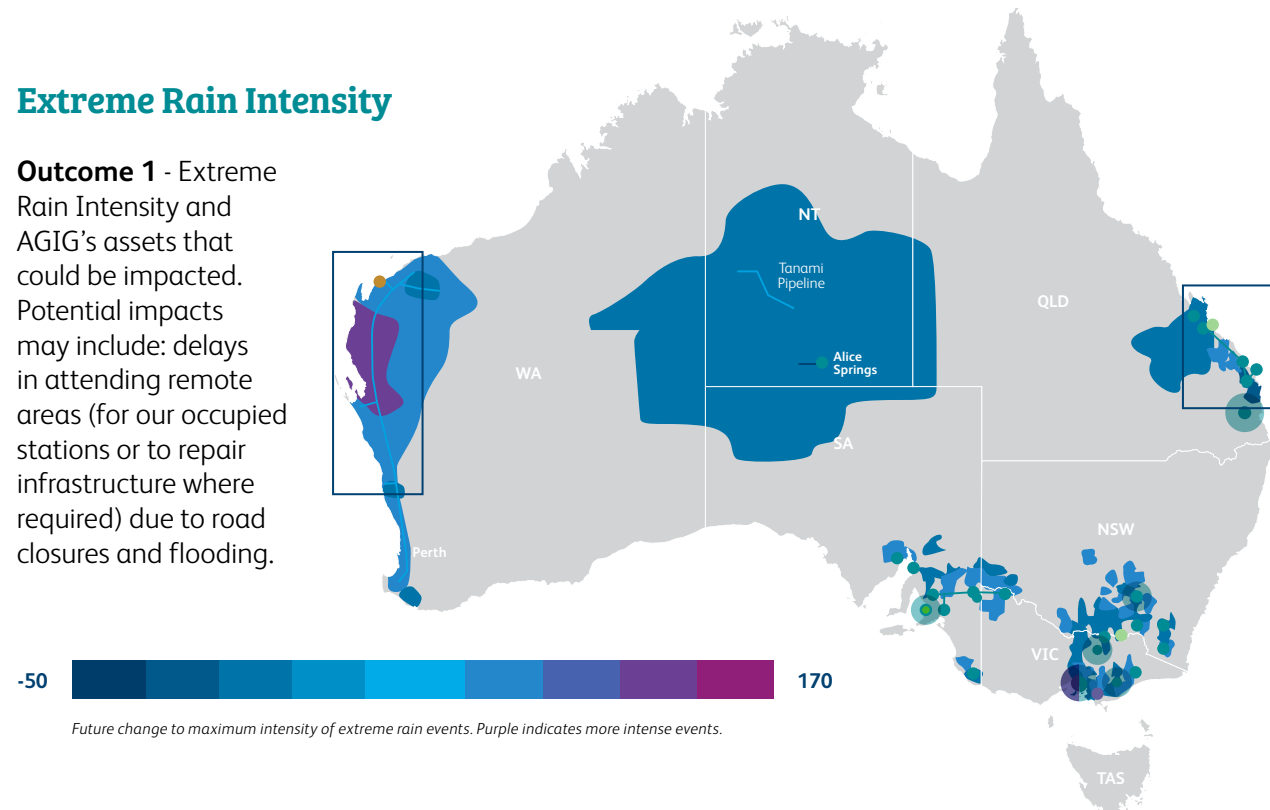 Extreme Rain Intensity
Outcome 1 - Extreme
Rain Intensity and
AGIG’s assets that
could be impacted.
Potential impacts
may include: delays
in attending remote
areas (for our occupied
stations or to repair
infrastructure where
required) due to road
closures and flooding.
NT
Tanami
Pipeline
QLD
Alice
Springs
WA
SA
NSW
Perth
VIC
TAS
-50
170
Future change to maximum intensity of extreme rain events. Purple indicates more intense events.